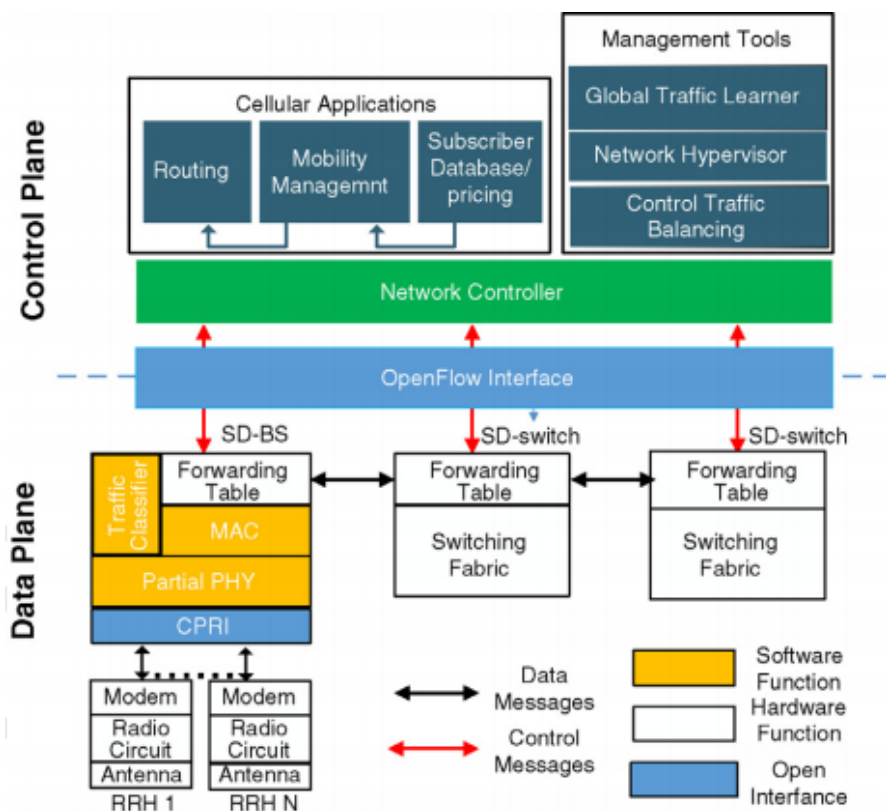 Control Plane
Cellular Applications
Routing
Mobility
Managemnt
Subscriber
Database/
pricing
Management Tools
Global Traffic Learner
Network Hypervisor
Control Traffic
Balancing
Network Controller
OpenFlow Interface
Data Plane
SD-BS
SD-switch
SD-switch
Traffic
Classifier
Forwarding
Table
MAC
Partial PHY
CPRI
Forwarding
Table
Switching
Fabric
Forwarding
Table
Switching
Fabric
Modem
Radio
Circuit
Antenna
RRH 1
Modem
Radio
Circuit
Antenna
RRH N
Data
Messages
Control
Messages
Software
Function
Hardware
Function
Open
Interfance